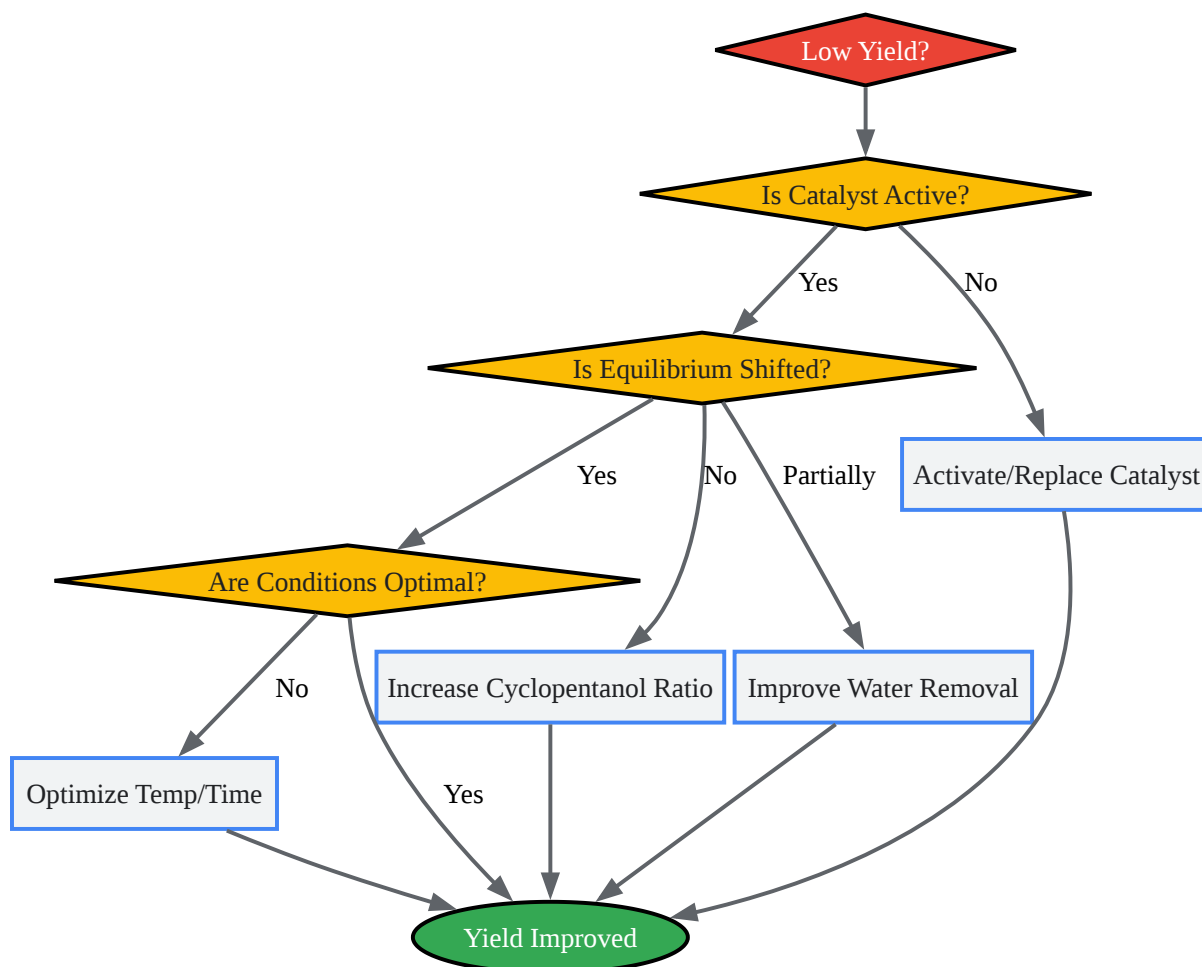 Low Yield?
Is Catalyst Active?
Yes
No
Is Equilibrium Shifted?
Yes
No
Partially
Activate/Replace Catalyst
Are Conditions Optimal?
No
Increase Cyclopentanol Ratio
Improve Water Removal
Optimize Temp/Time
Yes
Yield Improved